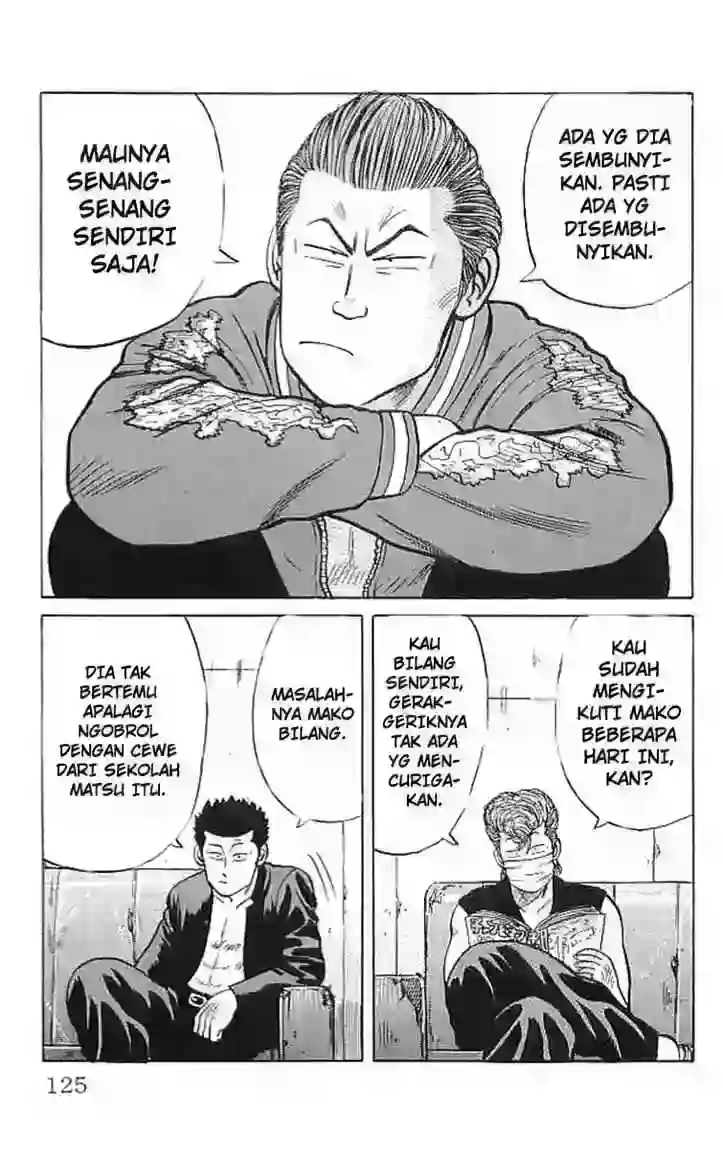 ADA YG DIA
SEMBUNYI-
KAN. PASTI
ADA YG
DISEMBU-
NYIKAN.
MAUNYA
SENANG-
SENANG
SENDIRI
SAJA!
KAU
SUDAH
MENGI-
KUTI MAKO
BEBERAPA
HARI INI,
KAN?
KAU
BILANG
SENDIRI,
GERAK-
GERIKNYA
TAK ADA
YG MEN-
CURIGA-
KAN.
MASALAH-
NYA MAKO
BILANG.
DIA TAK
BERTEMU
APALAGI
NGOBROL
DENGAN CEWE
DARI SEKOLAH
MATSU ITU.
125